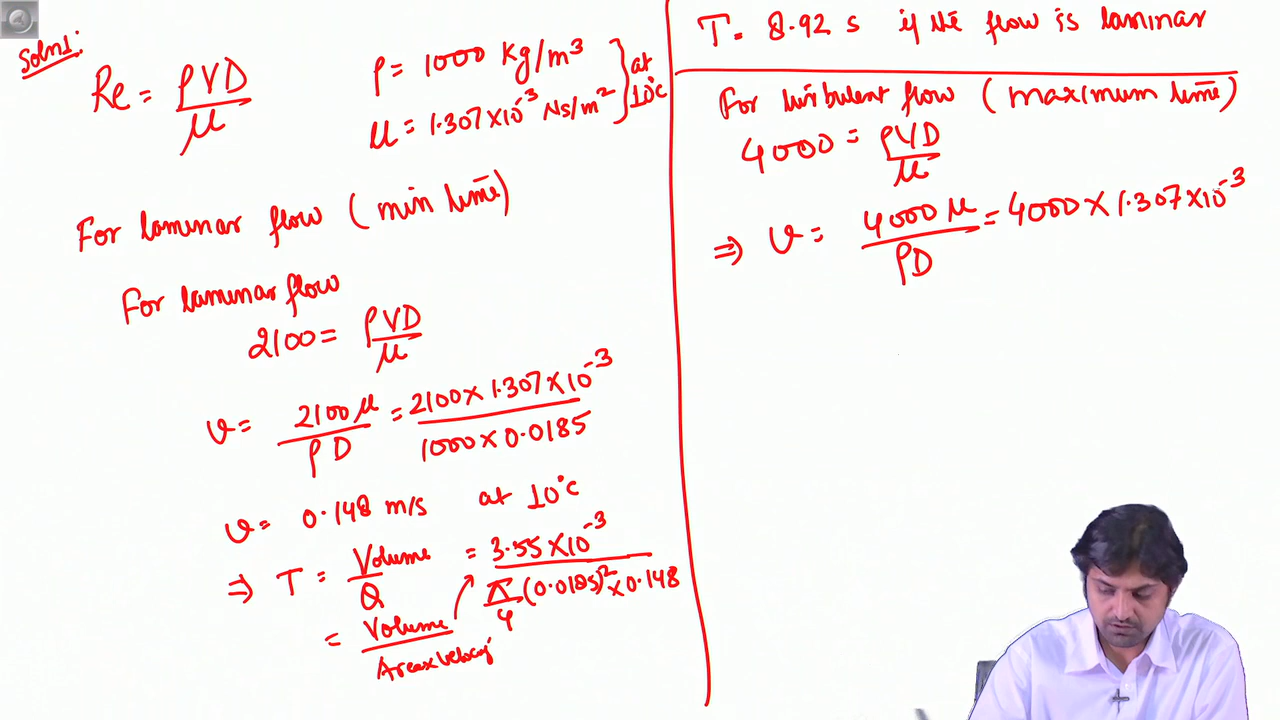 Soln1:
Re = ρVD / μ
ρ = 1000 Kg/m³
μ = 1.307×10⁻³ Ns/m² } at 10°C
For laminar flow (min time)
For laminar flow
2100 = ρVD / μ
v = 2100 μ / ρD = 2100 × 1.307 × 10⁻³ / 1000 × 0.0185
v = 0.148 m/s at 10°C
⇒ T = Volume / Q = 3.55 × 10⁻³ / π/4 (0.0185)² × 0.148
= Volume / Area×velocity
T = 8.92 s if the flow is laminar
For turbulent flow (maximum time)
4000 = ρVD / μ
⇒ v = 4000 μ / ρD = 4000 × 1.307×10⁻³